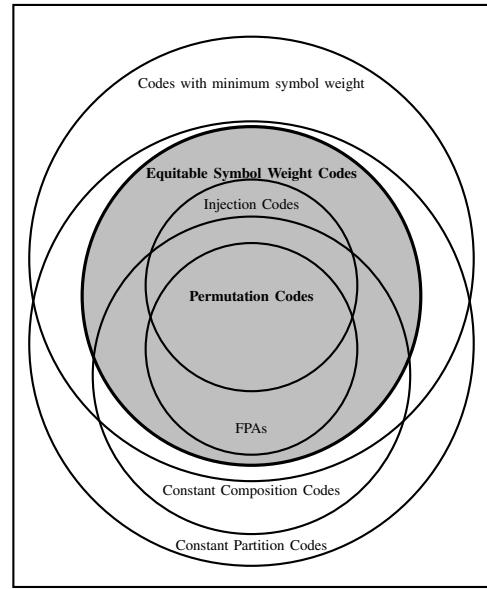 Codes with minimum symbol weight
Equitable Symbol Weight Codes
Injection Codes
Permutation Codes
FPAs
Constant Composition Codes
Constant Partition Codes